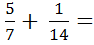 5/7 + 1/14 =